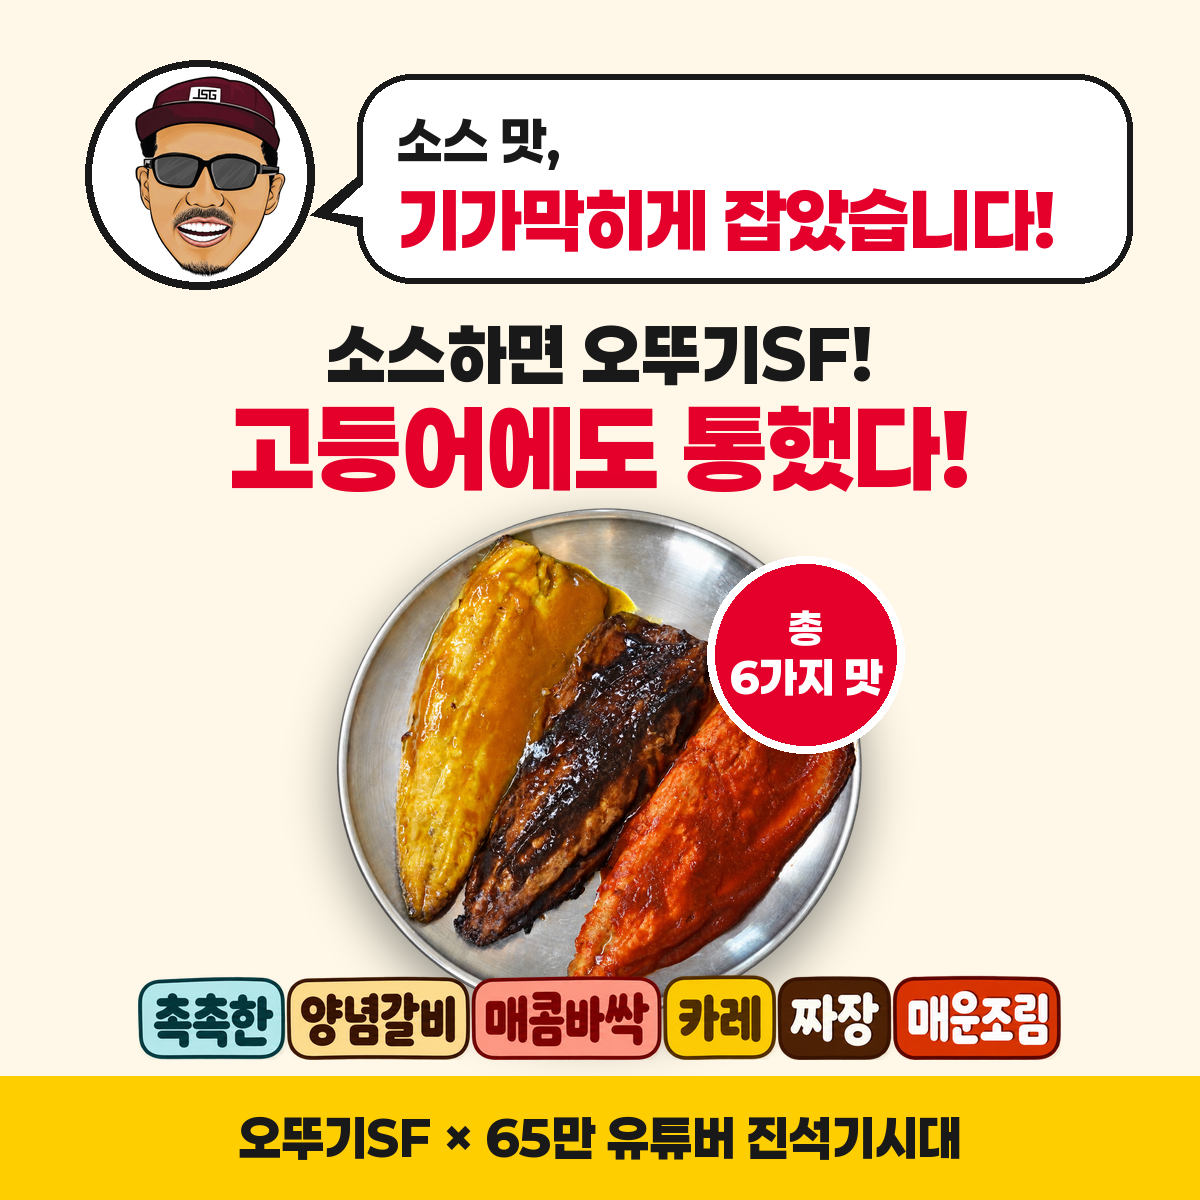 JSG
소스 맛,
기가막히게 잡았습니다!
소스하면 오뚜기SF!
고등어에도 통했다!
총
6가지 맛
촉촉한 양념갈비 매콤바싹 카레 짜장 매운조림
오뚜기SF × 65만 유튜버 진석기시대